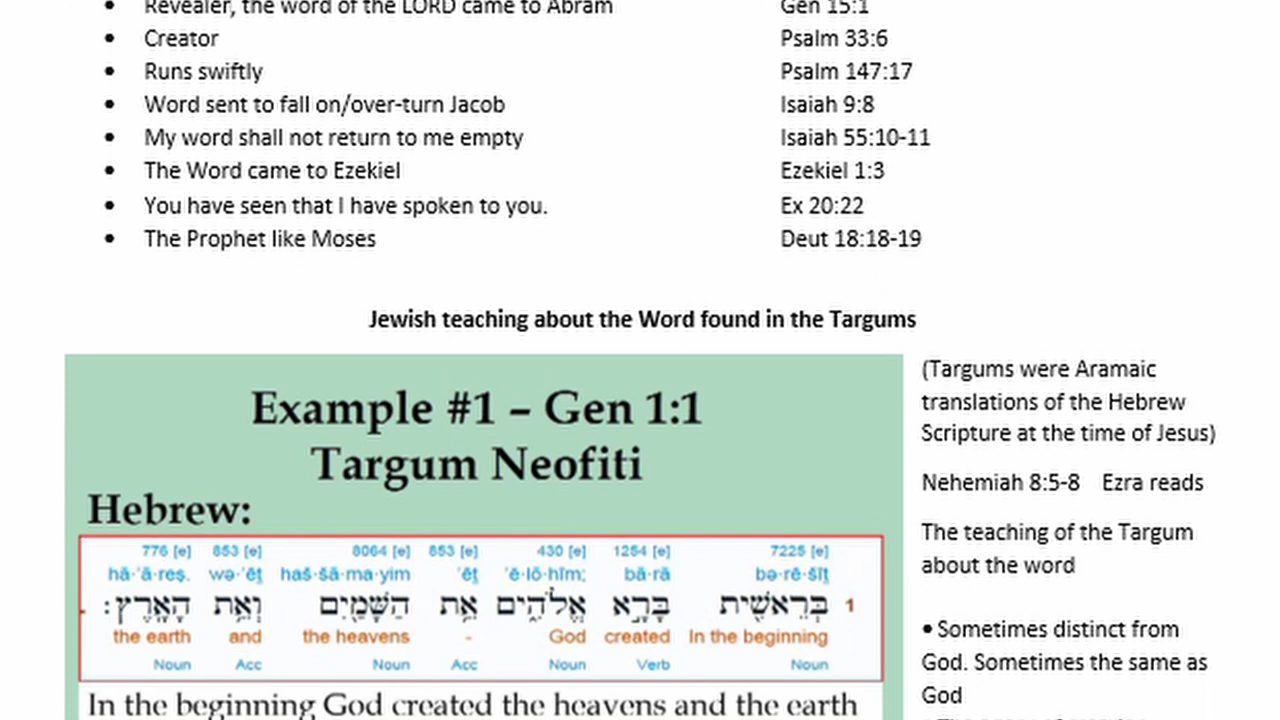 • Revealer, the word of the LORD came to Abram Gen 15:1
• Creator Psalm 33:6
• Runs swiftly Psalm 147:17
• Word sent to fall on/over-turn Jacob Isaiah 9:8
• My word shall not return to me empty Isaiah 55:10-11
• The Word came to Ezekiel Ezekiel 1:3
• You have seen that I have spoken to you. Ex 20:22
• The Prophet like Moses Deut 18:18-19
Jewish teaching about the Word found in the Targums
Example #1 – Gen 1:1
Targum Neofiti
Hebrew:
776 [e] 853 [e] 8064 [e] 853 [e] 430 [e] 1254 [e] 7225 [e]
hā·’ā·reṣ. wə·’êṯ haš·šā·ma·yim ’êṯ ’ĕ·lō·hîm; bā·rā bə·rê·šîṯ
1 בְּרֵאשִׁ֖ית בָּרָ֣א אֱלֹהִ֑ים אֵ֥ת הַשָּׁמַ֖יִם וְאֵ֥ת הָאָֽרֶץ׃
the earth and the heavens - God created In the beginning
Noun Acc Noun Acc Noun Verb Noun
In the beginning God created the heavens and the earth
(Targums were Aramaic
translations of the Hebrew
Scripture at the time of Jesus)
Nehemiah 8:5-8 Ezra reads
The teaching of the Targum
about the word
• Sometimes distinct from
God. Sometimes the same as
God